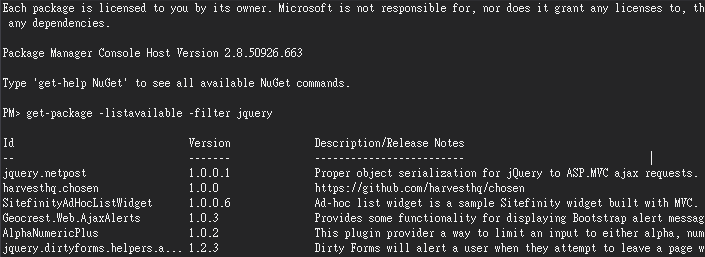 Each package is licensed to you by its owner. Microsoft is not responsible for, nor does it grant any licenses to, th
any dependencies.
Package Manager Console Host Version 2.8.50926.663
Type 'get-help NuGet' to see all available NuGet commands.
PM> get-package -listavailable -filter jquery
Id Version Description/Release Notes
-- ------- -------------------------
jquery.netpost 1.0.0.1 Proper object serialization for jQuery to ASP.MVC ajax requests.
harvesthq.chosen 1.0.0 https://github.com/harvesthq/chosen
SitefinityAdHocListWidget 1.0.0.6 Ad-hoc list widget is a sample Sitefinity widget built with MVC.
Geocrest.Web.AjaxAlerts 1.0.3 Provides some functionality for displaying Bootstrap alert messag
AlphaNumericPlus 1.0.2 This plugin provider a way to limit an input to either alpha, num
jquery.dirtyforms.helpers.a... 1.2.3 Dirty Forms will alert a user when they attempt to leave a page w